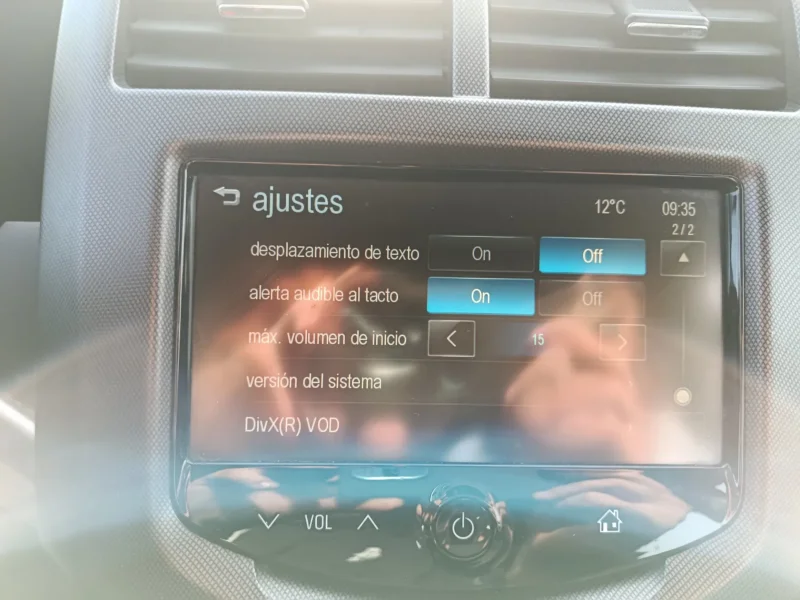 ajustes 12°C 09:35
2/2
desplazamiento de texto On Off
alerta audible al tacto On Off
máx. volumen de inicio 15
versión del sistema
DivX(R) VOD
VOL